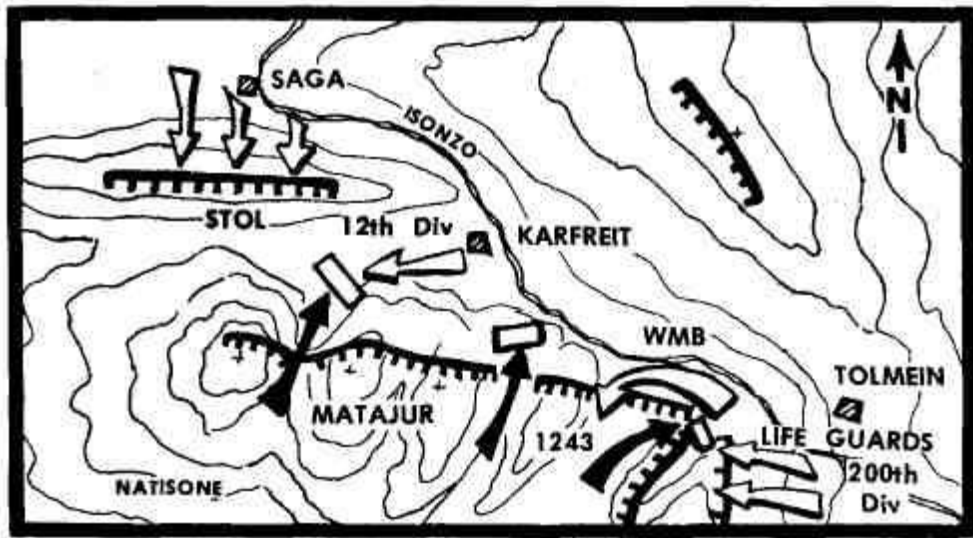 SAGA
ISONZO
N
STOL
12th Div
KARFREIT
WMB
TOLMEIN
MATAJUR
1243
LIFE GUARDS
200th
Div
NATISONE